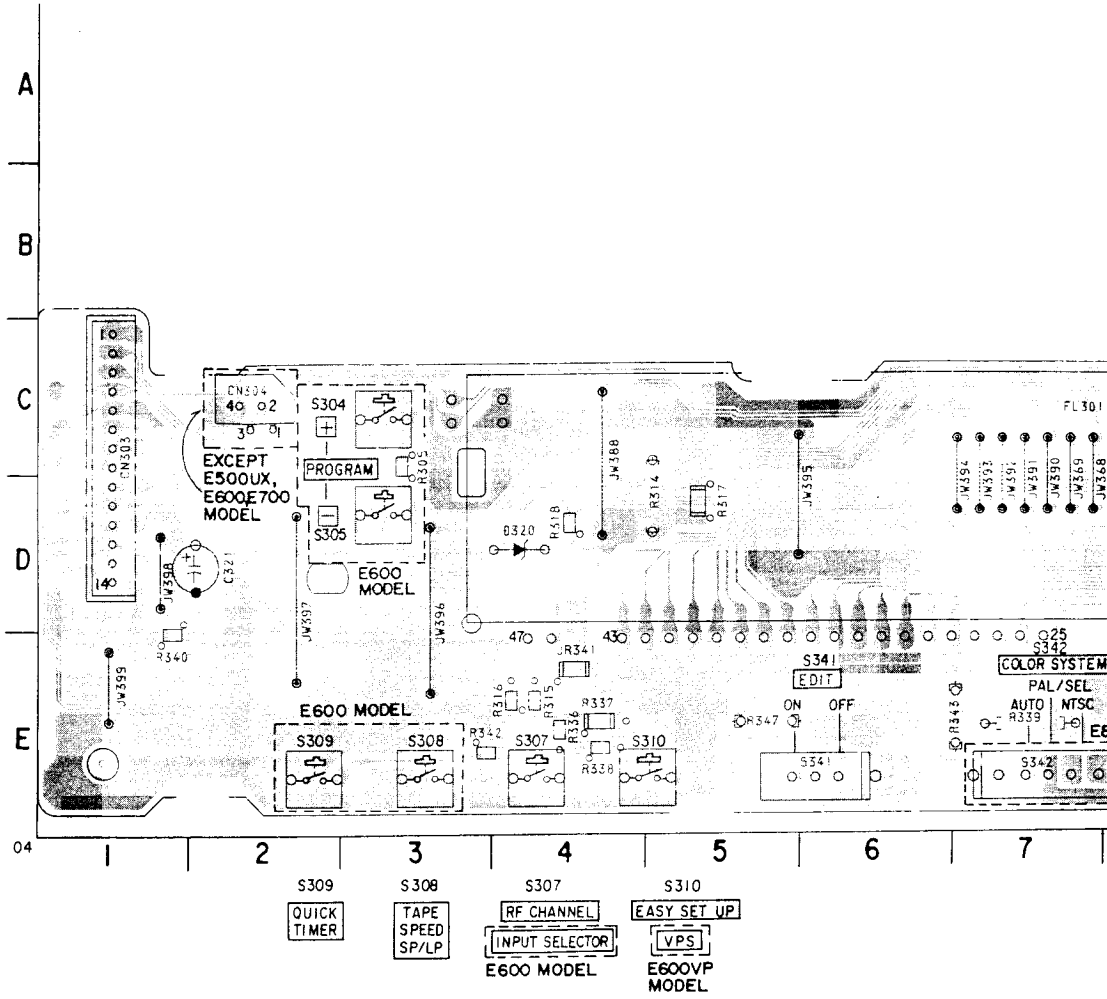 A
B
C
D
E
1
14
CN303
CN304
4 2
3 1
EXCEPT
E500UX,
E600E700
MODEL
S304
+
PROGRAM
−
S305
R305
E600
MODEL
JW388
R314
R317
R318
D320
JW395
FL301
JW394
JW393
JW392
JW391
JW390
JW369
JW368
JW398
C321
+
JW397
JW396
R340
JW399
47
43
25
JR341
S341
EDIT
ON OFF
S342
COLOR SYSTEM
PAL/SEL
AUTO NTSC
R343
R339
R347
R316
R315
R336
R337
R338
R342
E600 MODEL
S309
S308
S307
S310
S341
S342
04
1 2 3 4 5 6 7
S309 S308 S307 S310
QUICK
TIMER
TAPE
SPEED
SP/LP
RF CHANNEL
INPUT SELECTOR
E600 MODEL
EASY SET UP
VPS
E600VP
MODEL